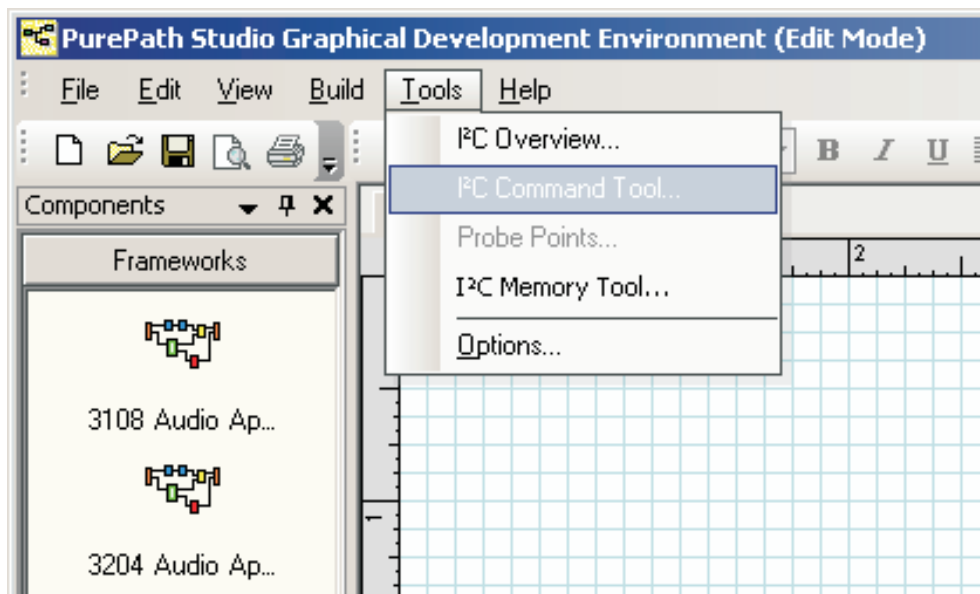 PurePath Studio Graphical Development Environment (Edit Mode)
File Edit View Build Tools Help
B I U
I²C Overview...
I²C Command Tool...
Probe Points...
I²C Memory Tool...
Options...
Components
Frameworks
3108 Audio Ap...
3204 Audio Ap...
2
1